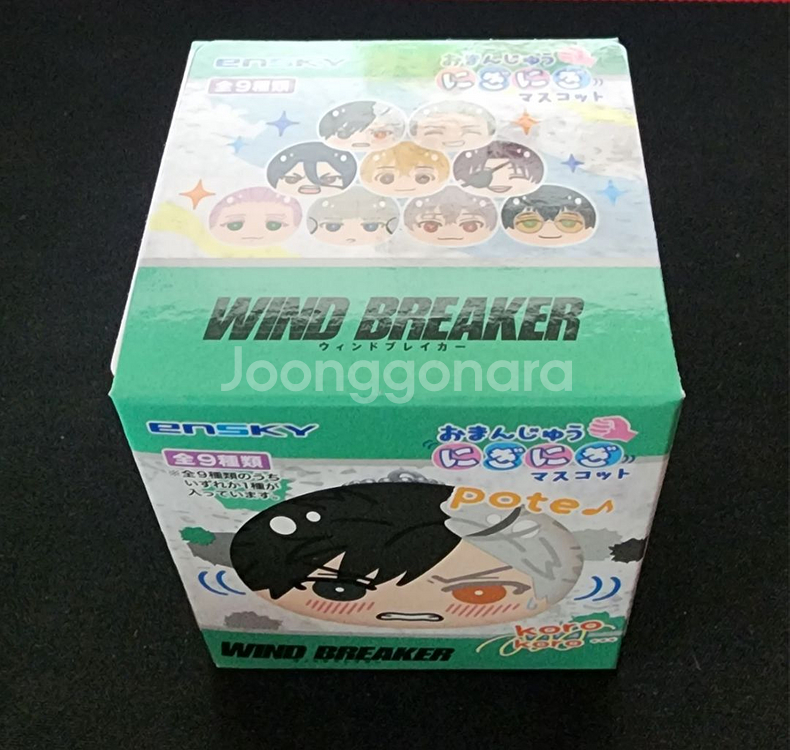 ensky
おまんじゅう
にぎにぎ
マスコット
全9種類
WIND BREAKER
ウィンドブレイカー
Joonggonara
ensky
おまんじゅう
にぎにぎ
マスコット
全9種類
※全9種類のうち
いずれか1種が
入っています。
pote♪
koro
koro...
WIND BREAKER